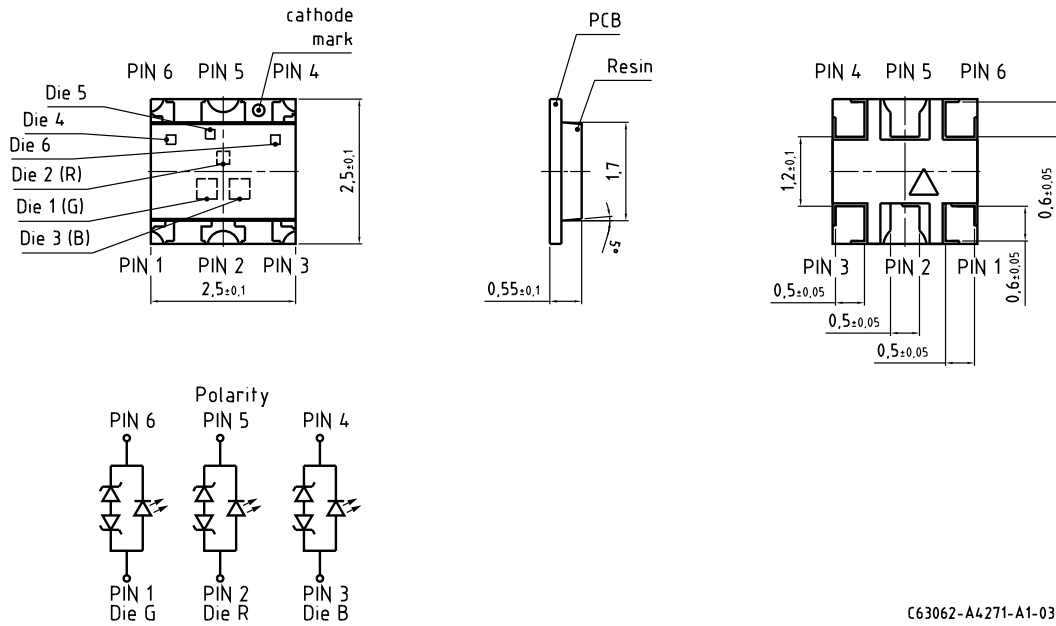 cathode
mark
PIN 6 PIN 5 PIN 4
Die 5
Die 4
Die 6
Die 2 (R)
Die 1 (G)
Die 3 (B)
PIN 1 PIN 2 PIN 3
2,5±0,1
2,5±0,1
PCB
Resin
1,7
5°
0,55±0,1
PIN 4 PIN 5 PIN 6
1,2±0,1
0,6±0,05
0,6±0,05
PIN 3 PIN 2 PIN 1
0,5±0,05
0,5±0,05
0,5±0,05
Polarity
PIN 6 PIN 5 PIN 4
PIN 1 PIN 2 PIN 3
Die G Die R Die B
C63062-A4271-A1-03